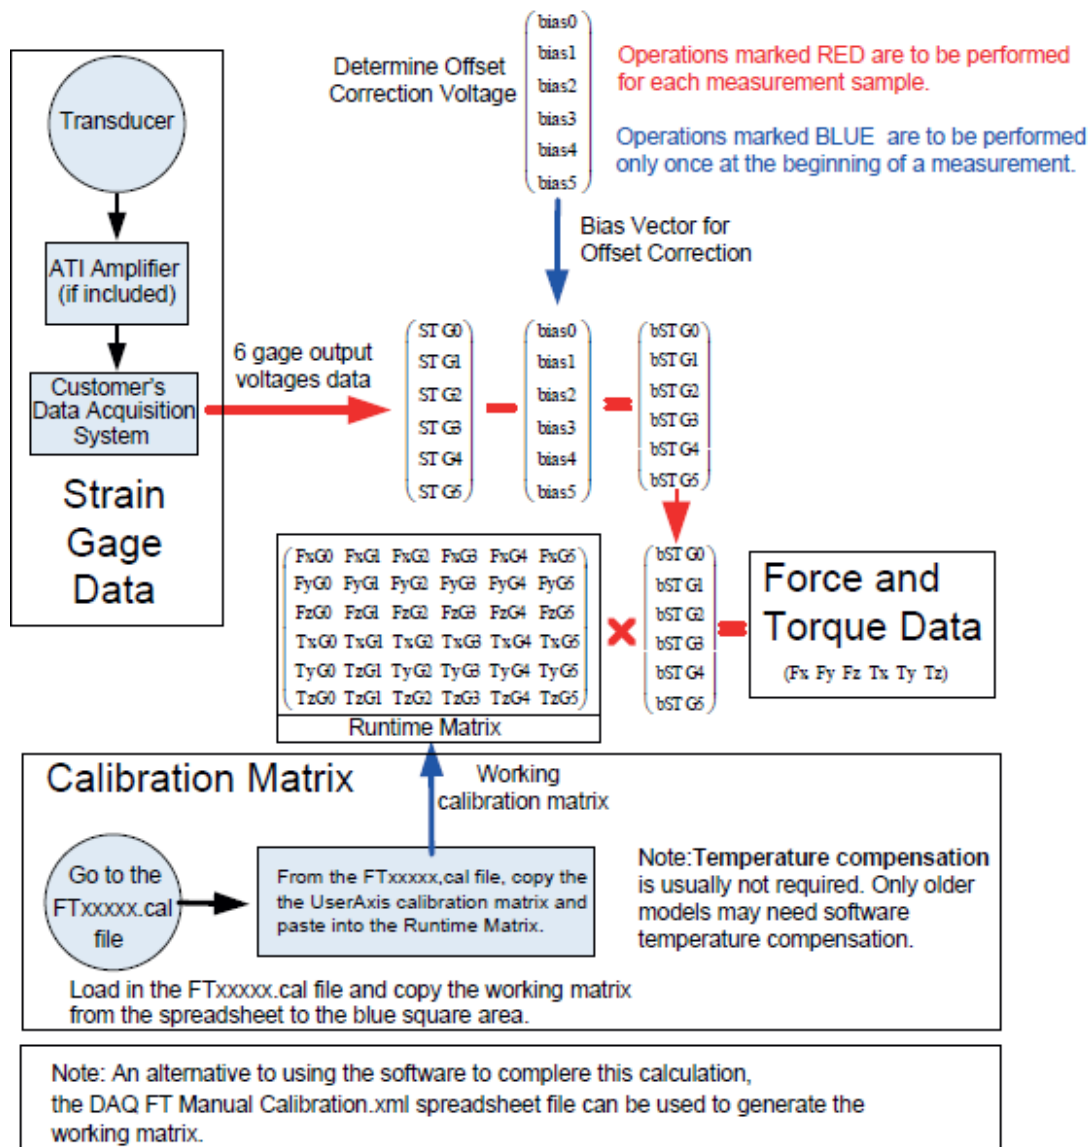 Determine Offset
Correction Voltage
bias0
bias1
bias2
bias3
bias4
bias5
Operations marked RED are to be performed
for each measurement sample.
Operations marked BLUE are to be performed
only once at the beginning of a measurement.
Transducer
ATI Amplifier
(if included)
Customer's
Data Acquisition
System
Strain
Gage
Data
Bias Vector for
Offset Correction
6 gage output
voltages data
ST G0
ST G1
ST G2
ST G3
ST G4
ST G5
bias0
bias1
bias2
bias3
bias4
bias5
bST G0
bST G1
bST G2
bST G3
bST G4
bST G5
FxG0 FxG1 FxG2 FxG3 FxG4 FxG5
FyG0 FyG1 FyG2 FyG3 FyG4 FyG5
FzG0 FzG1 FzG2 FzG3 FzG4 FzG5
TxG0 TxG1 TxG2 TxG3 TxG4 TxG5
TyG0 TzG1 TyG2 TyG3 TyG4 TyG5
TzG0 TzG1 TzG2 TzG3 TzG4 TzG5
Runtime Matrix
bST G0
bST G1
bST G2
bST G3
bST G4
bST G5
Force and
Torque Data
(Fx Fy Fz Tx Ty Tz)
Calibration Matrix
Working
calibration matrix
Go to the
FTxxxxx.cal
file
From the FTxxxxx,cal file, copy the
the UserAxis calibration matrix and
paste into the Runtime Matrix.
Note:Temperature compensation
is usually not required. Only older
models may need software
temperature compensation.
Load in the FTxxxxx.cal file and copy the working matrix
from the spreadsheet to the blue square area.
Note: An alternative to using the software to complere this calculation,
the DAQ FT Manual Calibration.xml spreadsheet file can be used to generate the
working matrix.